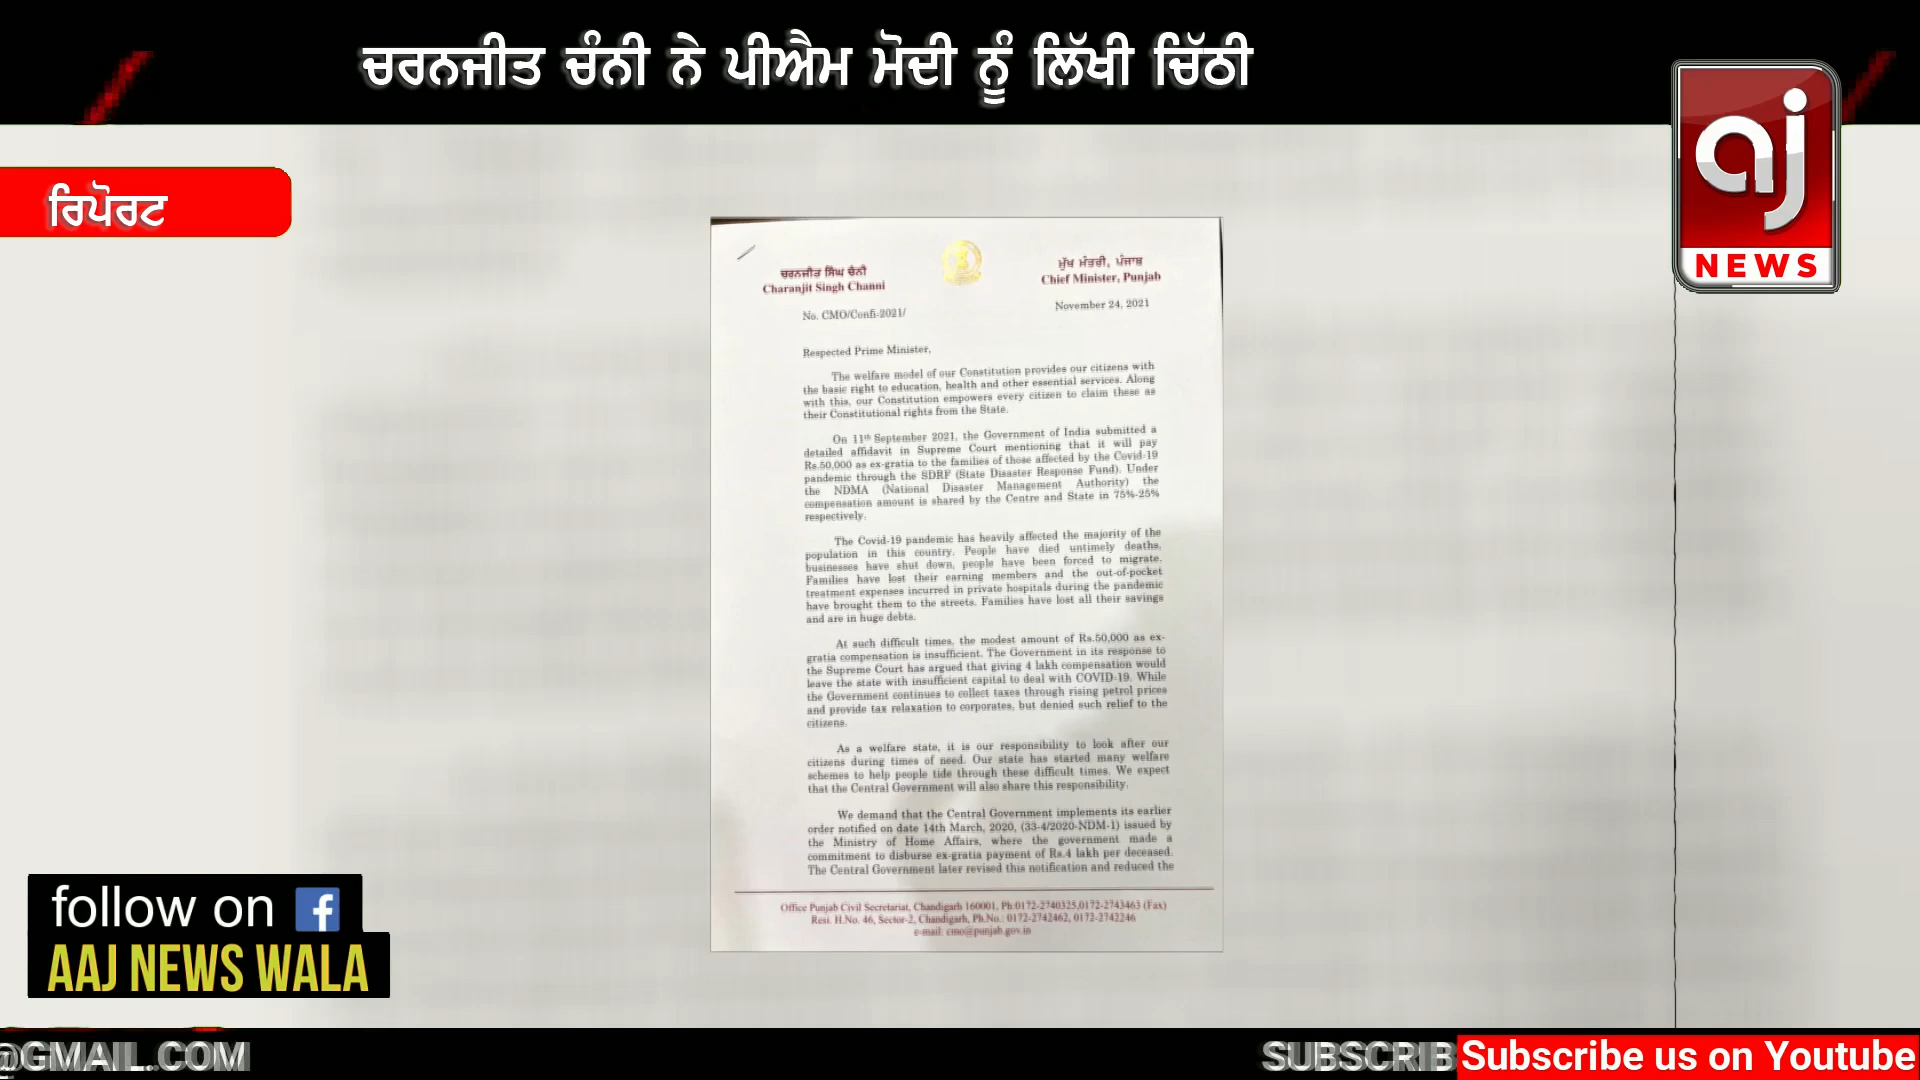 ਚਰਨਜੀਤ ਚੰਨੀ ਨੇ ਪੀਐਮ ਮੋਦੀ ਨੂੰ ਲਿੱਖੀ ਚਿੱਠੀ
aj
NEWS
ਰਿਪੋਰਟ
ਚਰਨਜੀਤ ਸਿੰਘ ਚੰਨੀ
Charanjit Singh Channi
ਮੁੱਖ ਮੰਤਰੀ, ਪੰਜਾਬ
Chief Minister, Punjab
No. CMO/Confi-2021/
November 24, 2021
Respected Prime Minister,
The welfare model of our Constitution provides our citizens with
the basic right to education, health and other essential services. Along
with this, our Constitution empowers every citizen to claim these as
their Constitutional rights from the State.
On 11th September 2021, the Government of India submitted a
detailed affidavit in Supreme Court mentioning that it will pay
Rs.50,000 as ex-gratia to the families of those affected by the Covid-19
pandemic through the SDRF (State Disaster Response Fund). Under
the NDMA (National Disaster Management Authority) the
compensation amount is shared by the Centre and State in 75%-25%
respectively.
The Covid-19 pandemic has heavily affected the majority of the
population in this country. People have died untimely deaths,
businesses have shut down, people have been forced to migrate.
Families have lost their earning members and the out-of-pocket
treatment expenses incurred in private hospitals during the pandemic
have brought them to the streets. Families have lost all their savings
and are in huge debts.
At such difficult times, the modest amount of Rs.50,000 as ex-
gratia compensation is insufficient. The Government in its response to
the Supreme Court has argued that giving 4 lakh compensation would
leave the state with insufficient capital to deal with COVID-19. While
the Government continues to collect taxes through rising petrol prices
and provide tax relaxation to corporates, but denied such relief to the
citizens.
As a welfare state, it is our responsibility to look after our
citizens during times of need. Our state has started many welfare
schemes to help people tide through these difficult times. We expect
that the Central Government will also share this responsibility.
We demand that the Central Government implements its earlier
order notified on date 14th March, 2020, (33-4/2020-NDM-1) issued by
the Ministry of Home Affairs, where the government made a
commitment to disburse ex-gratia payment of Rs.4 lakh per deceased.
The Central Government later revised this notification and reduced the
Office Punjab Civil Secretariat, Chandigarh 160001, Ph:0172-2740325,0172-2743463 (Fax)
Resi. H.No. 46, Sector-2, Chandigarh, Ph.No.: 0172-2742462, 0172-2742246
e-mail: cmo@punjab.gov.in
follow on f
AAJ NEWS WALA
@GMAIL.COM
SUBSCRIB
Subscribe us on Youtube